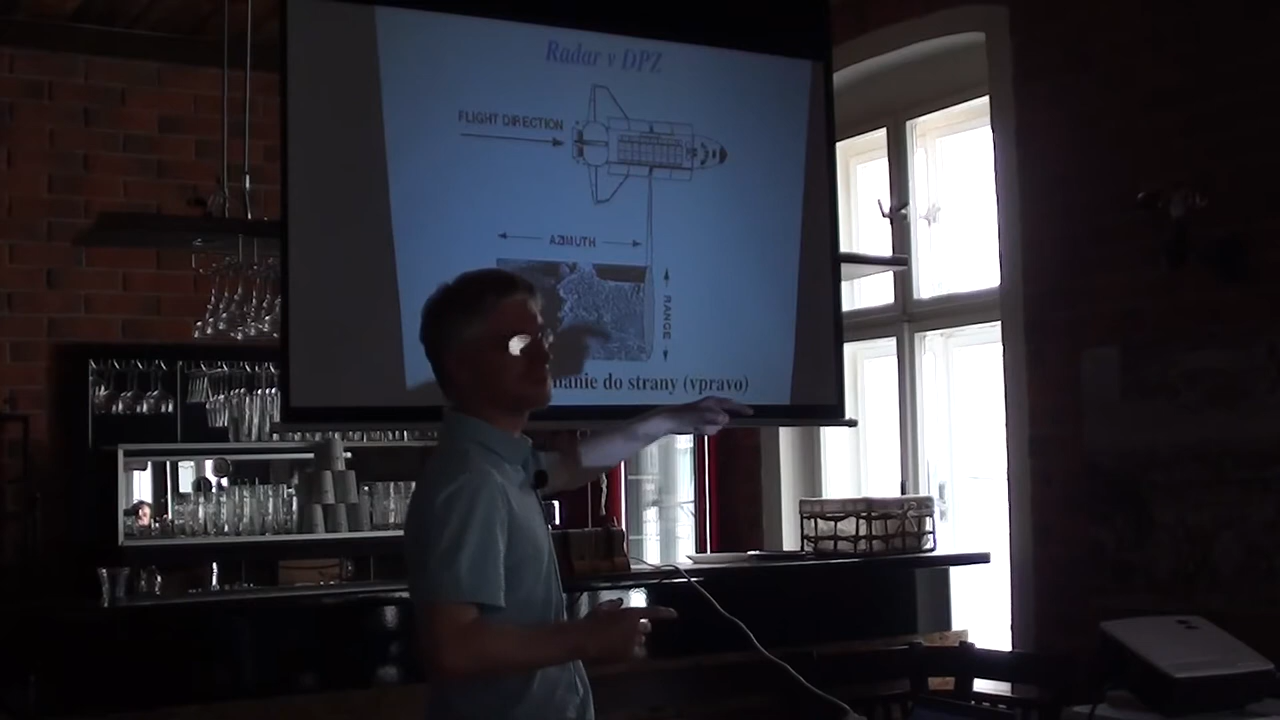 Radar v DPZ
FLIGHT DIRECTION
AZIMUTH
RANGE
do strany (vpravo)